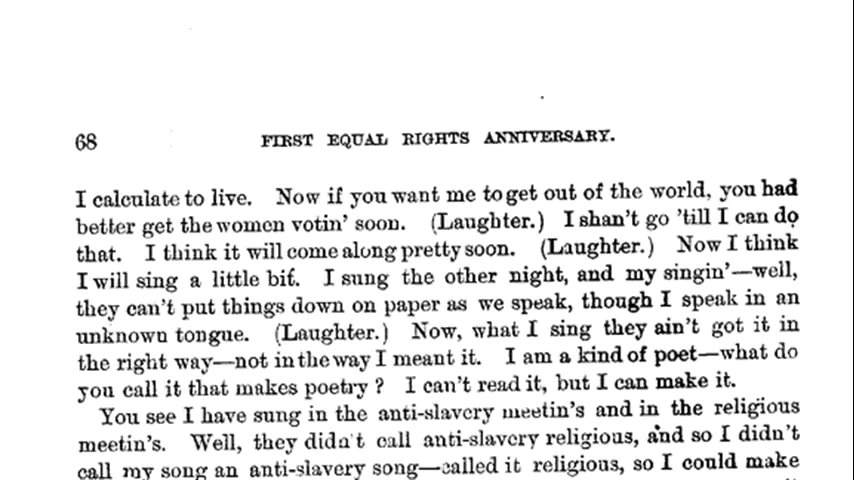 68 FIRST EQUAL RIGHTS ANNIVERSARY.
I calculate to live. Now if you want me to get out of the world, you had
better get the women votin' soon. (Laughter.) I shan't go 'till I can do
that. I think it will come along pretty soon. (Laughter.) Now I think
I will sing a little bit. I sung the other night, and my singin'—well,
they can't put things down on paper as we speak, though I speak in an
unknown tongue. (Laughter.) Now, what I sing they ain't got it in
the right way—not in the way I meant it. I am a kind of poet—what do
you call it that makes poetry? I can't read it, but I can make it.
You see I have sung in the anti-slavery meetin's and in the religious
meetin's. Well, they didn't call anti-slavery religious, and so I didn't
call my song an anti-slavery song—called it religious, so I could make